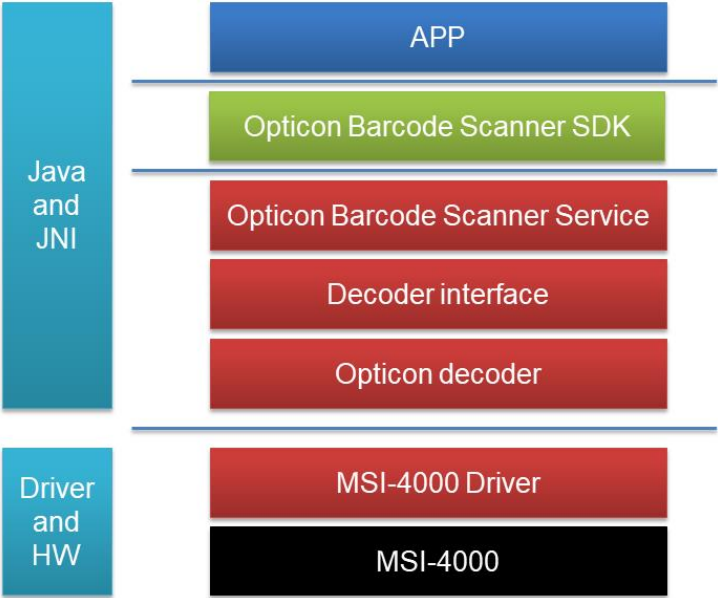 APP
Opticon Barcode Scanner SDK
Java
and
JNI
Opticon Barcode Scanner Service
Decoder interface
Opticon decoder
Driver
and
HW
MSI-4000 Driver
MSI-4000